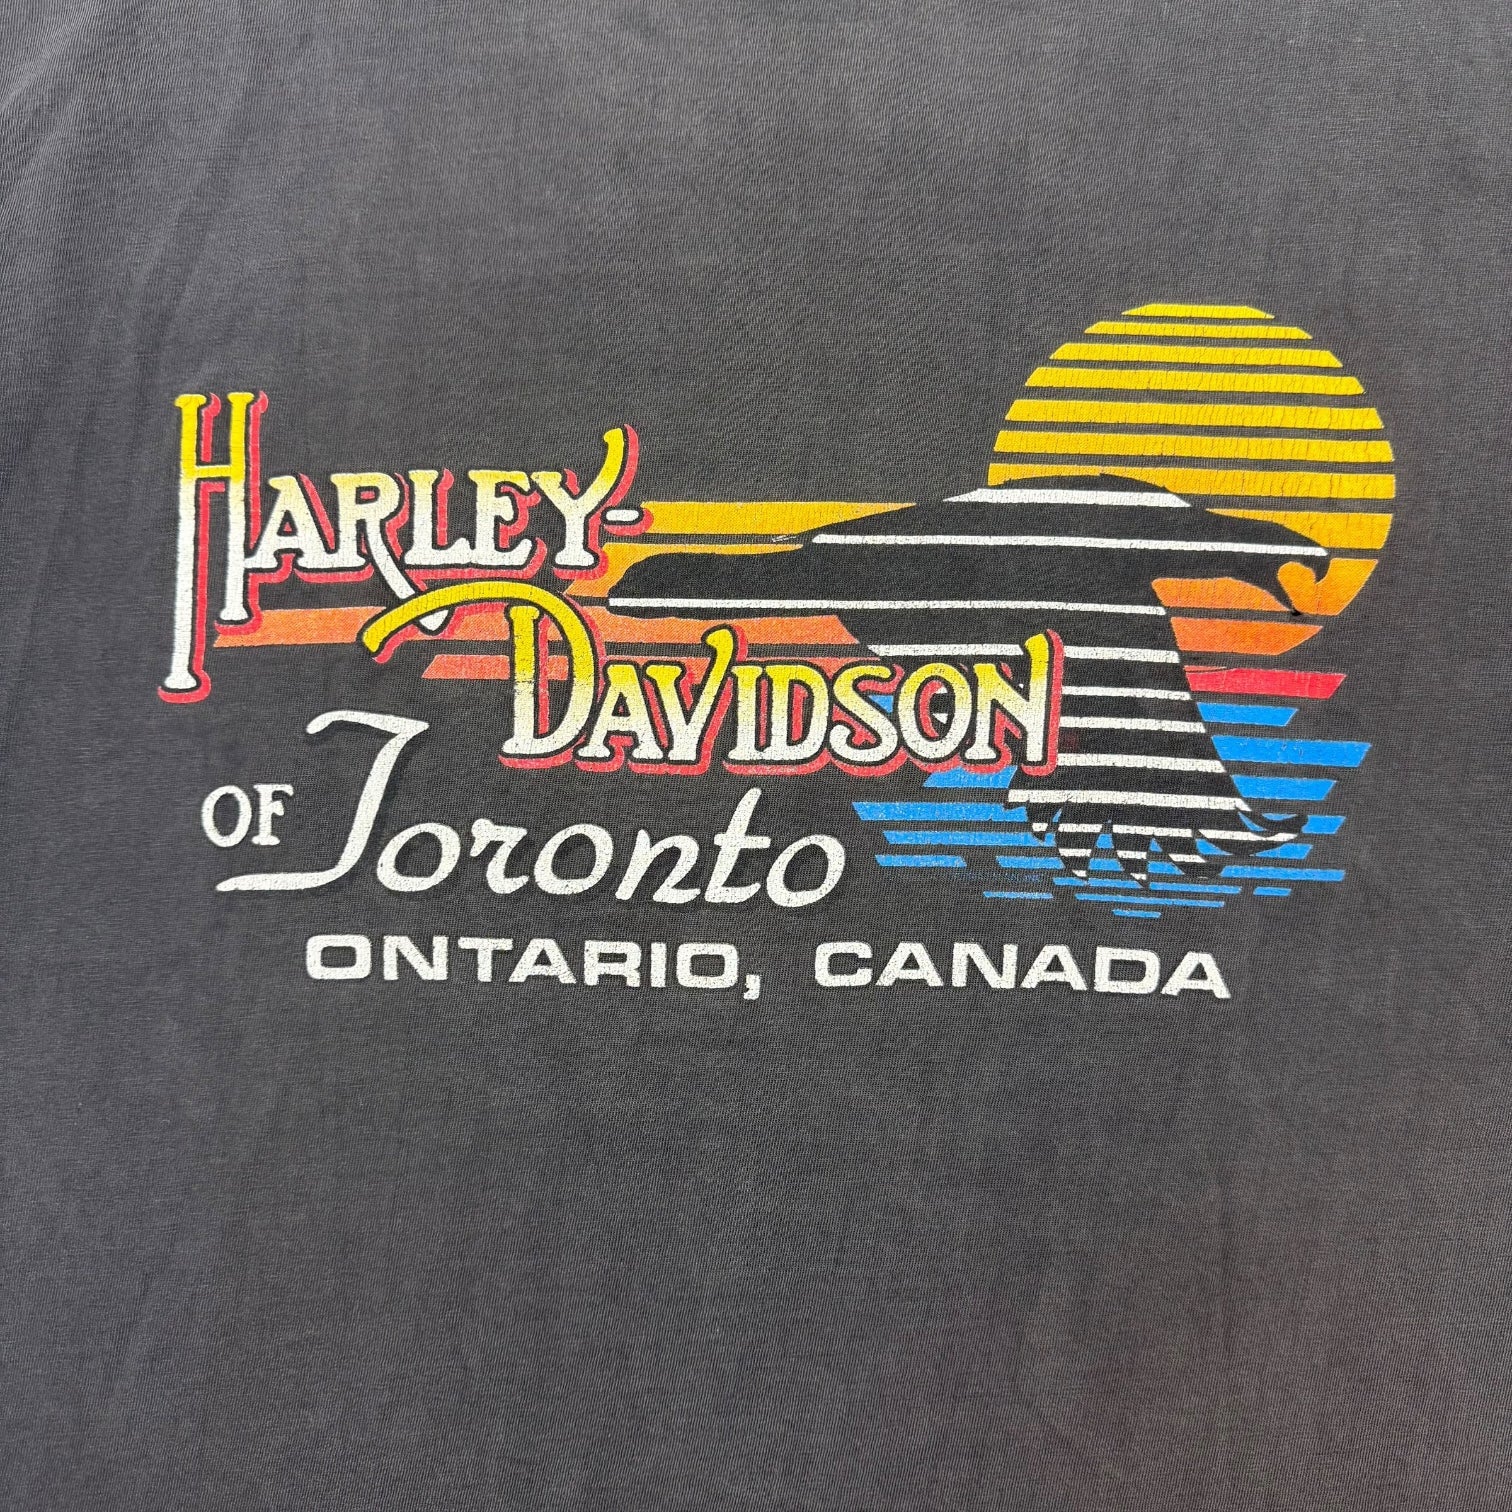 HARLEY-
DAVIDSON
OF Toronto
ONTARIO, CANADA